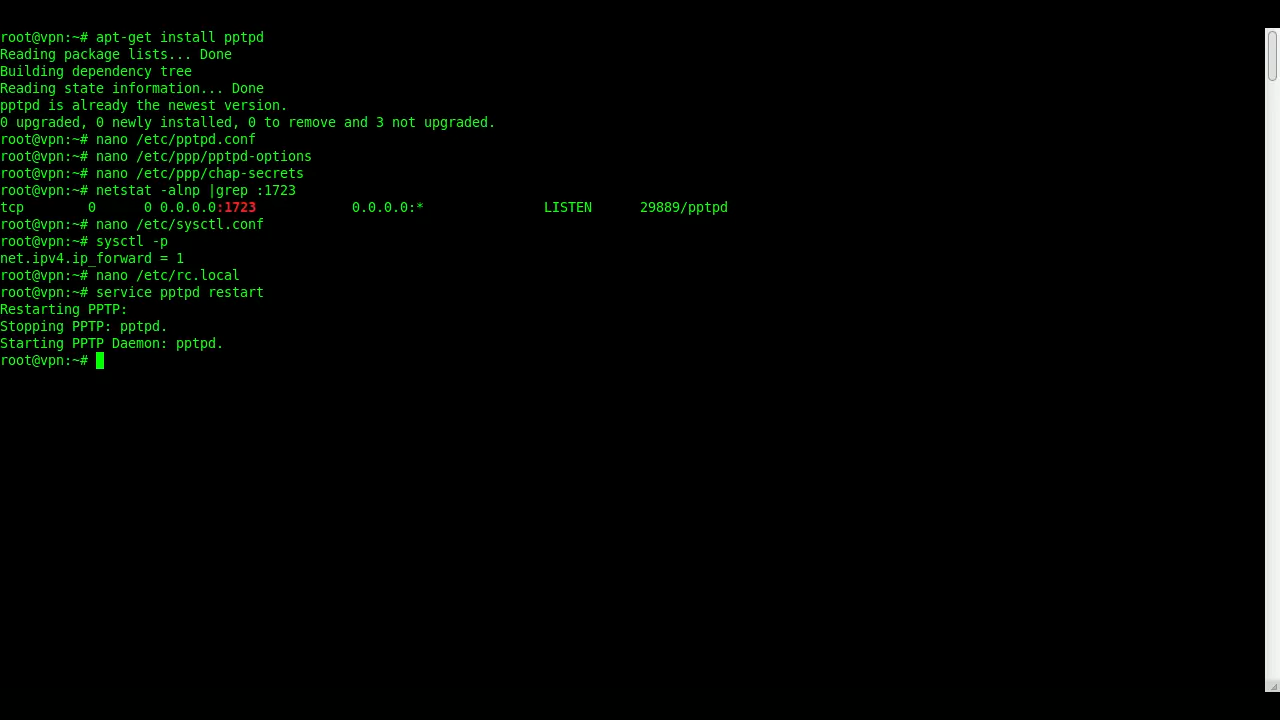 root@vpn:~# apt-get install pptpd
Reading package lists... Done
Building dependency tree
Reading state information... Done
pptpd is already the newest version.
0 upgraded, 0 newly installed, 0 to remove and 3 not upgraded.
root@vpn:~# nano /etc/pptpd.conf
root@vpn:~# nano /etc/ppp/pptpd-options
root@vpn:~# nano /etc/ppp/chap-secrets
root@vpn:~# netstat -alnp |grep :1723
tcp        0      0 0.0.0.0:1723            0.0.0.0:*               LISTEN      29889/pptpd
root@vpn:~# nano /etc/sysctl.conf
root@vpn:~# sysctl -p
net.ipv4.ip_forward = 1
root@vpn:~# nano /etc/rc.local
root@vpn:~# service pptpd restart
Restarting PPTP:
Stopping PPTP: pptpd.
Starting PPTP Daemon: pptpd.
root@vpn:~#